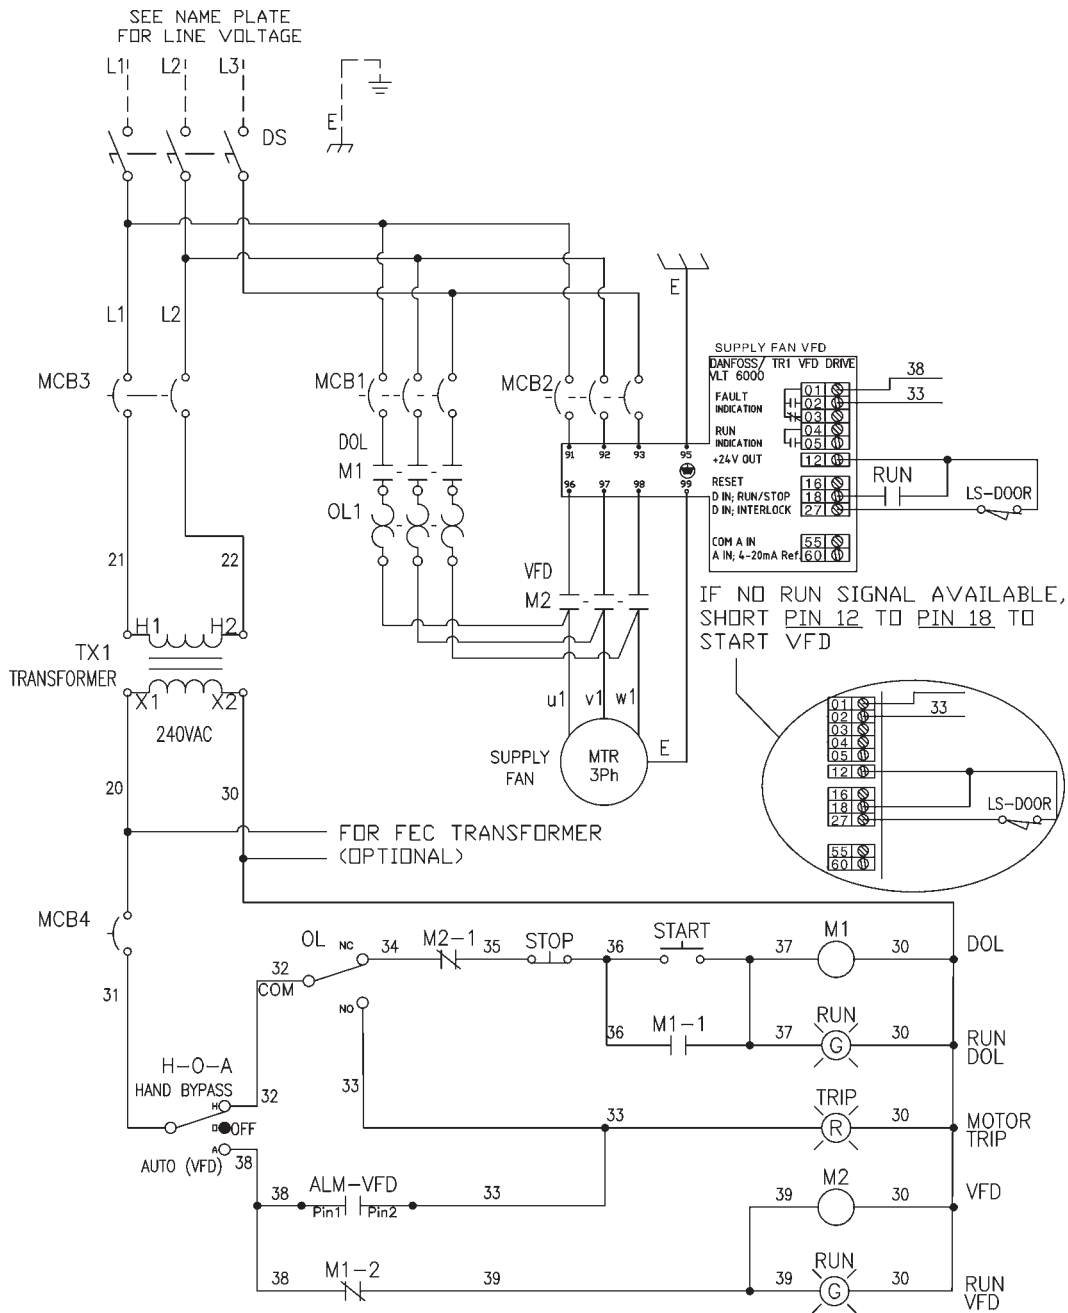 SEE NAME PLATE
FOR LINE VOLTAGE
L1 L2 L3
E
DS
L1 L2
E
MCB3
MCB1
MCB2
SUPPLY FAN VFD
DANFOSS/ TR1 VFD DRIVE
VLT 6000
FAULT
INDICATION
RUN
INDICATION
+24V OUT
RESET
D IN; RUN/STOP
D IN; INTERLOCK
COM A IN
A IN; 4-20mA Ref.
01
02
03
04
05
12
16
18
27
55
60
38
33
RUN
LS-DOOR
91 92 93 95
96 97 98 99
DOL
M1
OL1
VFD
M2
21 22
H1 H2
TX1
TRANSFORMER
X1 X2
240VAC
u1 v1 w1
SUPPLY
FAN
MTR
3Ph
E
IF NO RUN SIGNAL AVAILABLE,
SHORT PIN 12 TO PIN 18 TO
START VFD
01
02
03
04
05
12
16
18
27
55
60
33
LS-DOOR
20 30
FOR FEC TRANSFORMER
(OPTIONAL)
MCB4
31
OL NC 34 M2-1 35 STOP 36 START 37 M1 30 DOL
32
COM
NO
36 M1-1 37 RUN G 30 RUN
DOL
H-O-A
HAND BYPASS
H 32
O OFF
A 38
AUTO (VFD)
33
33 TRIP R 30 MOTOR
TRIP
38 ALM-VFD 33
Pin1 Pin2
39 M2 30 VFD
38 M1-2 39 39 RUN G 30 RUN
VFD